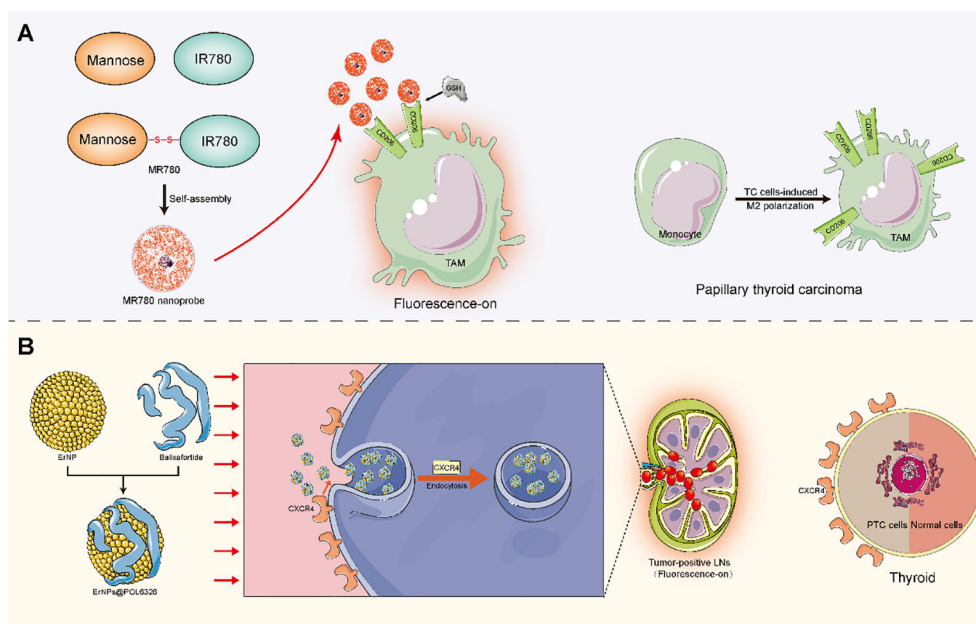 A
Mannose
IR780
Mannose
-S-S-
IR780
MR780
Self-assembly
MR780 nanoprobe
GSH
CD206
CD206
TAM
Fluorescence-on
Monocyte
TC cells-induced
M2 polarization
CD206
CD206
CD206
CD206
TAM
Papillary thyroid carcinoma
B
ErNP
Balixafortide
ErNPs@POL6326
CXCR4
CXCR4
Endocytosis
Tumor-positive LNs
(Fluorescence-on)
CXCR4
PTC cells
Normal cells
Thyroid